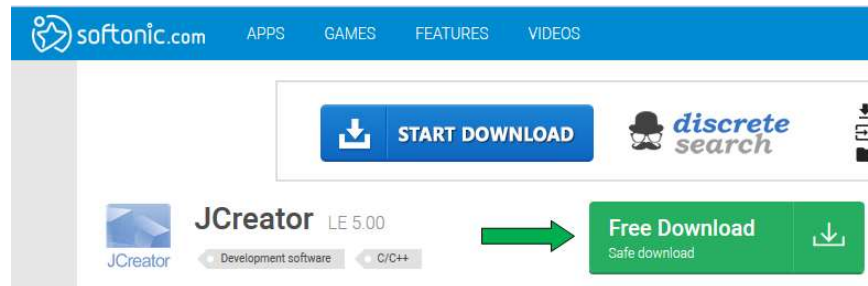 softonic.com APPS GAMES FEATURES VIDEOS
START DOWNLOAD discrete search
JCreator LE 5.00
Free Download
Safe download
JCreator
Development software C/C++